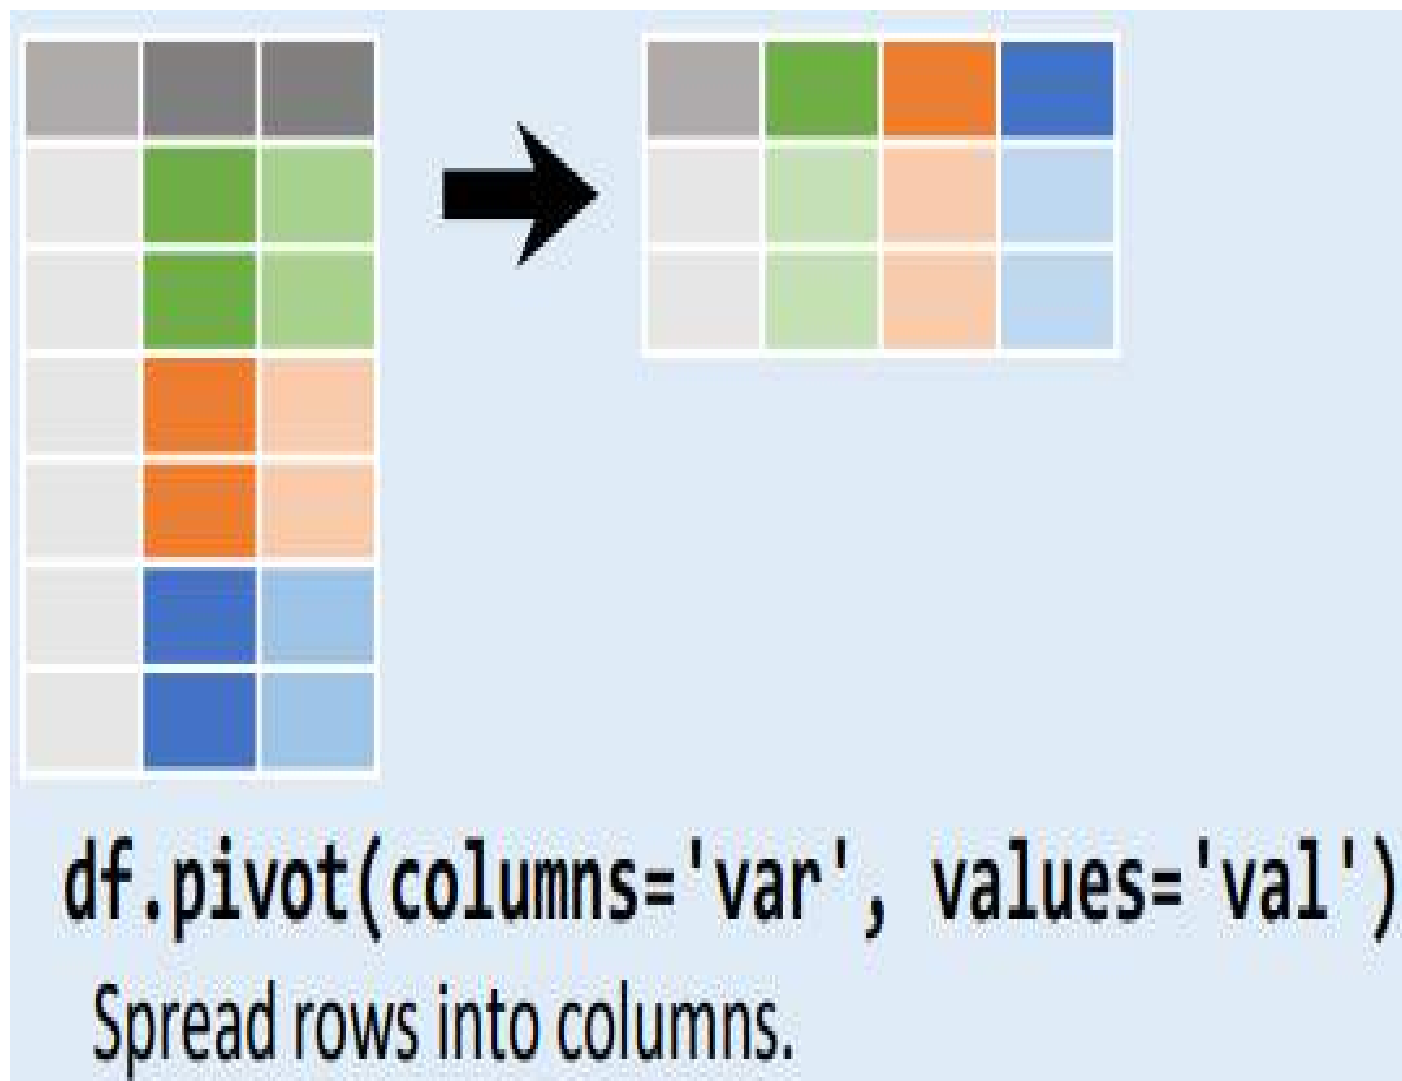 df.pivot(columns='var', values='val')
Spread rows into columns.